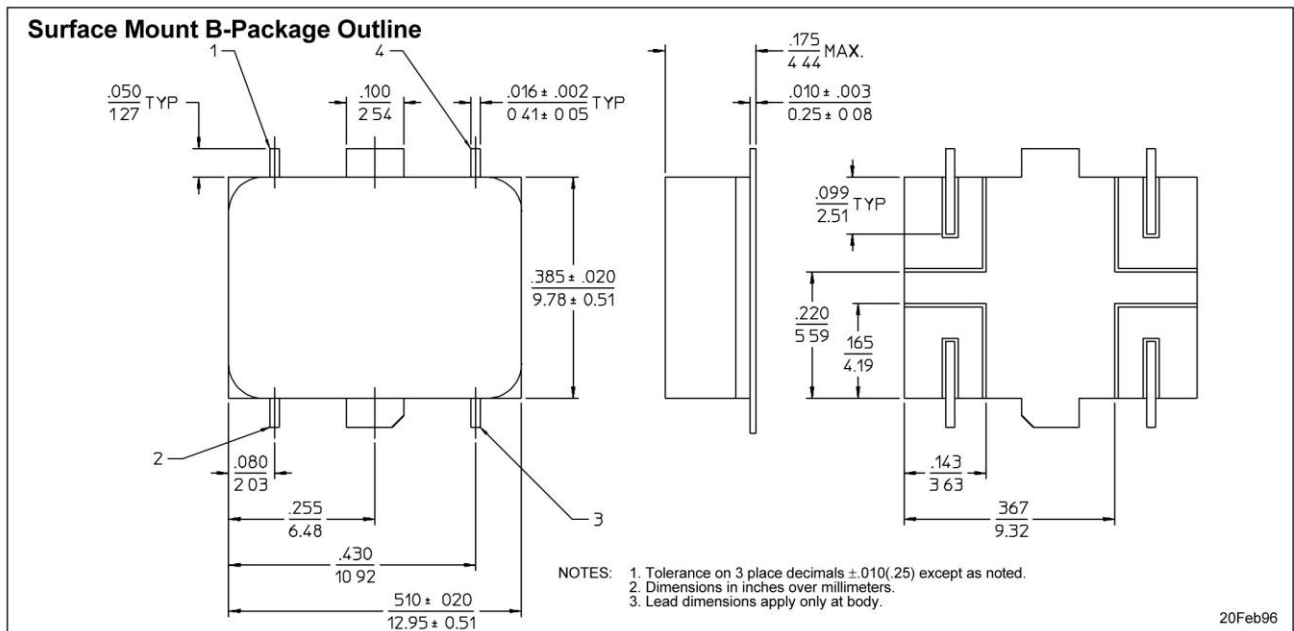 Surface Mount B-Package Outline
1
4
.050
1 27
TYP
.100
2 54
.016 ± .002
0 41 ± 0 05
TYP
.175
4 44
MAX.
.010 ± .003
0.25 ± 0 08
.099
2.51
TYP
.385 ± .020
9.78 ± 0.51
.220
5 59
165
4.19
2
.080
2 03
.143
3 63
.255
6.48
3
367
9.32
.430
10 92
510 ± 020
12.95 ± 0.51
NOTES: 1. Tolerance on 3 place decimals ±.010(.25) except as noted.
2. Dimensions in inches over millimeters.
3. Lead dimensions apply only at body.
20Feb96